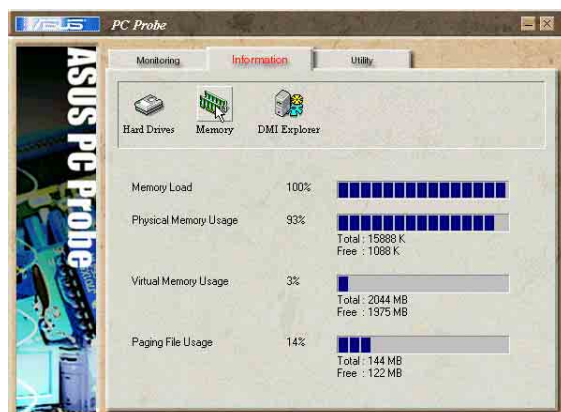 ASUS PC Probe
Monitoring Information Utility
Hard Drives Memory DMI Explorer
ASUS PC Probe
Memory Load 100%
Physical Memory Usage 93%
Total : 15888 K
Free : 1088 K
Virtual Memory Usage 3%
Total : 2044 MB
Free : 1975 MB
Paging File Usage 14%
Total : 144 MB
Free : 122 MB